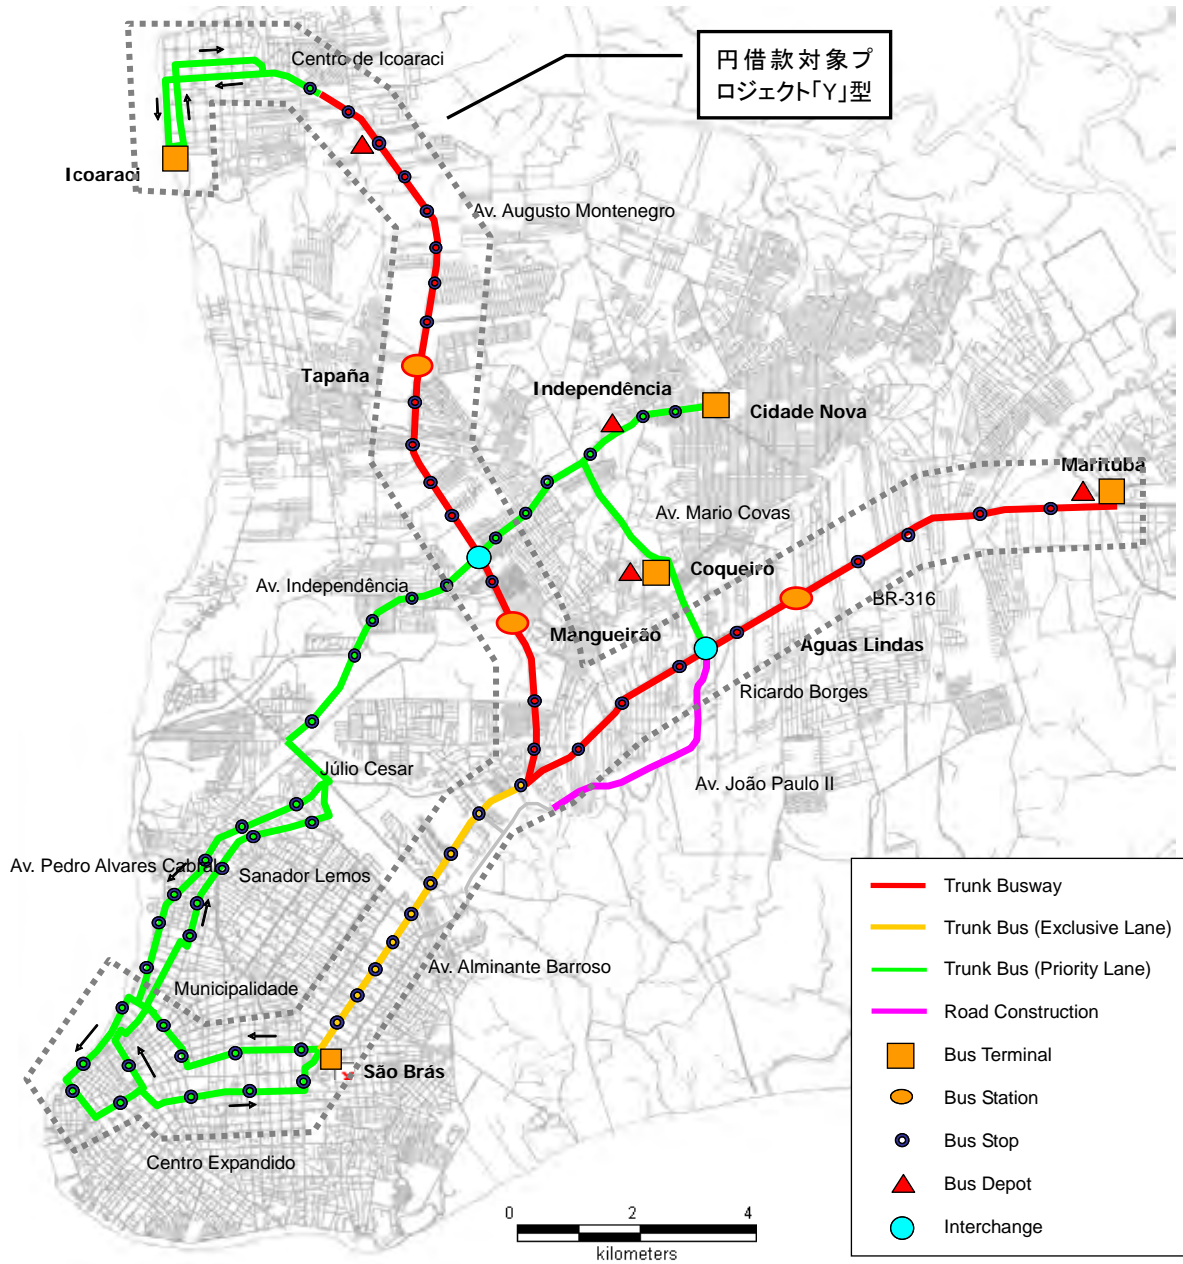 Centro de Icoaraci
円借款対象プ
ロジェクト「Y」型
Icoaraci
Av. Augusto Montenegro
Tapaña
Independência
Cidade Nova
Marituba
Av. Mario Covas
Coqueiro
Av. Independência
BR-316
Mangueirão
Aguas Lindas
Ricardo Borges
Júlio Cesar
Av. João Paulo II
Av. Pedro Alvares Cabral
Sanador Lemos
Av. Alminante Barroso
Municipalidade
São Brás
Centro Expandido
Trunk Busway
Trunk Bus (Exclusive Lane)
Trunk Bus (Priority Lane)
Road Construction
Bus Terminal
Bus Station
Bus Stop
Bus Depot
Interchange
0 2 4
kilometers